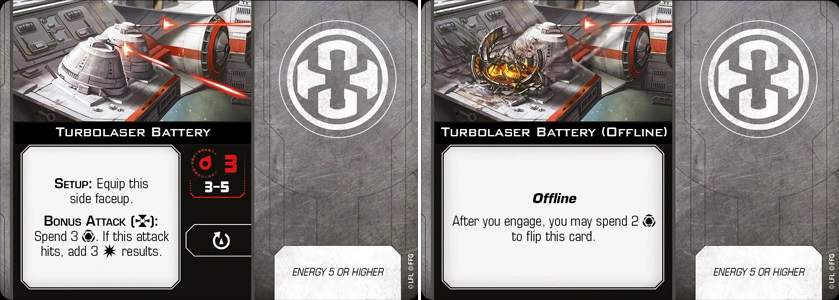 TURBOLASER BATTERY
SETUP: Equip this
side faceup.
BONUS ATTACK ( ):
Spend 3 . If this attack
hits, add 3 results.
3
3-5
ENERGY 5 OR HIGHER
©LFL ©FFG
TURBOLASER BATTERY (OFFLINE)
Offline
After you engage, you may spend 2
to flip this card.
ENERGY 5 OR HIGHER
©LFL ©FFG